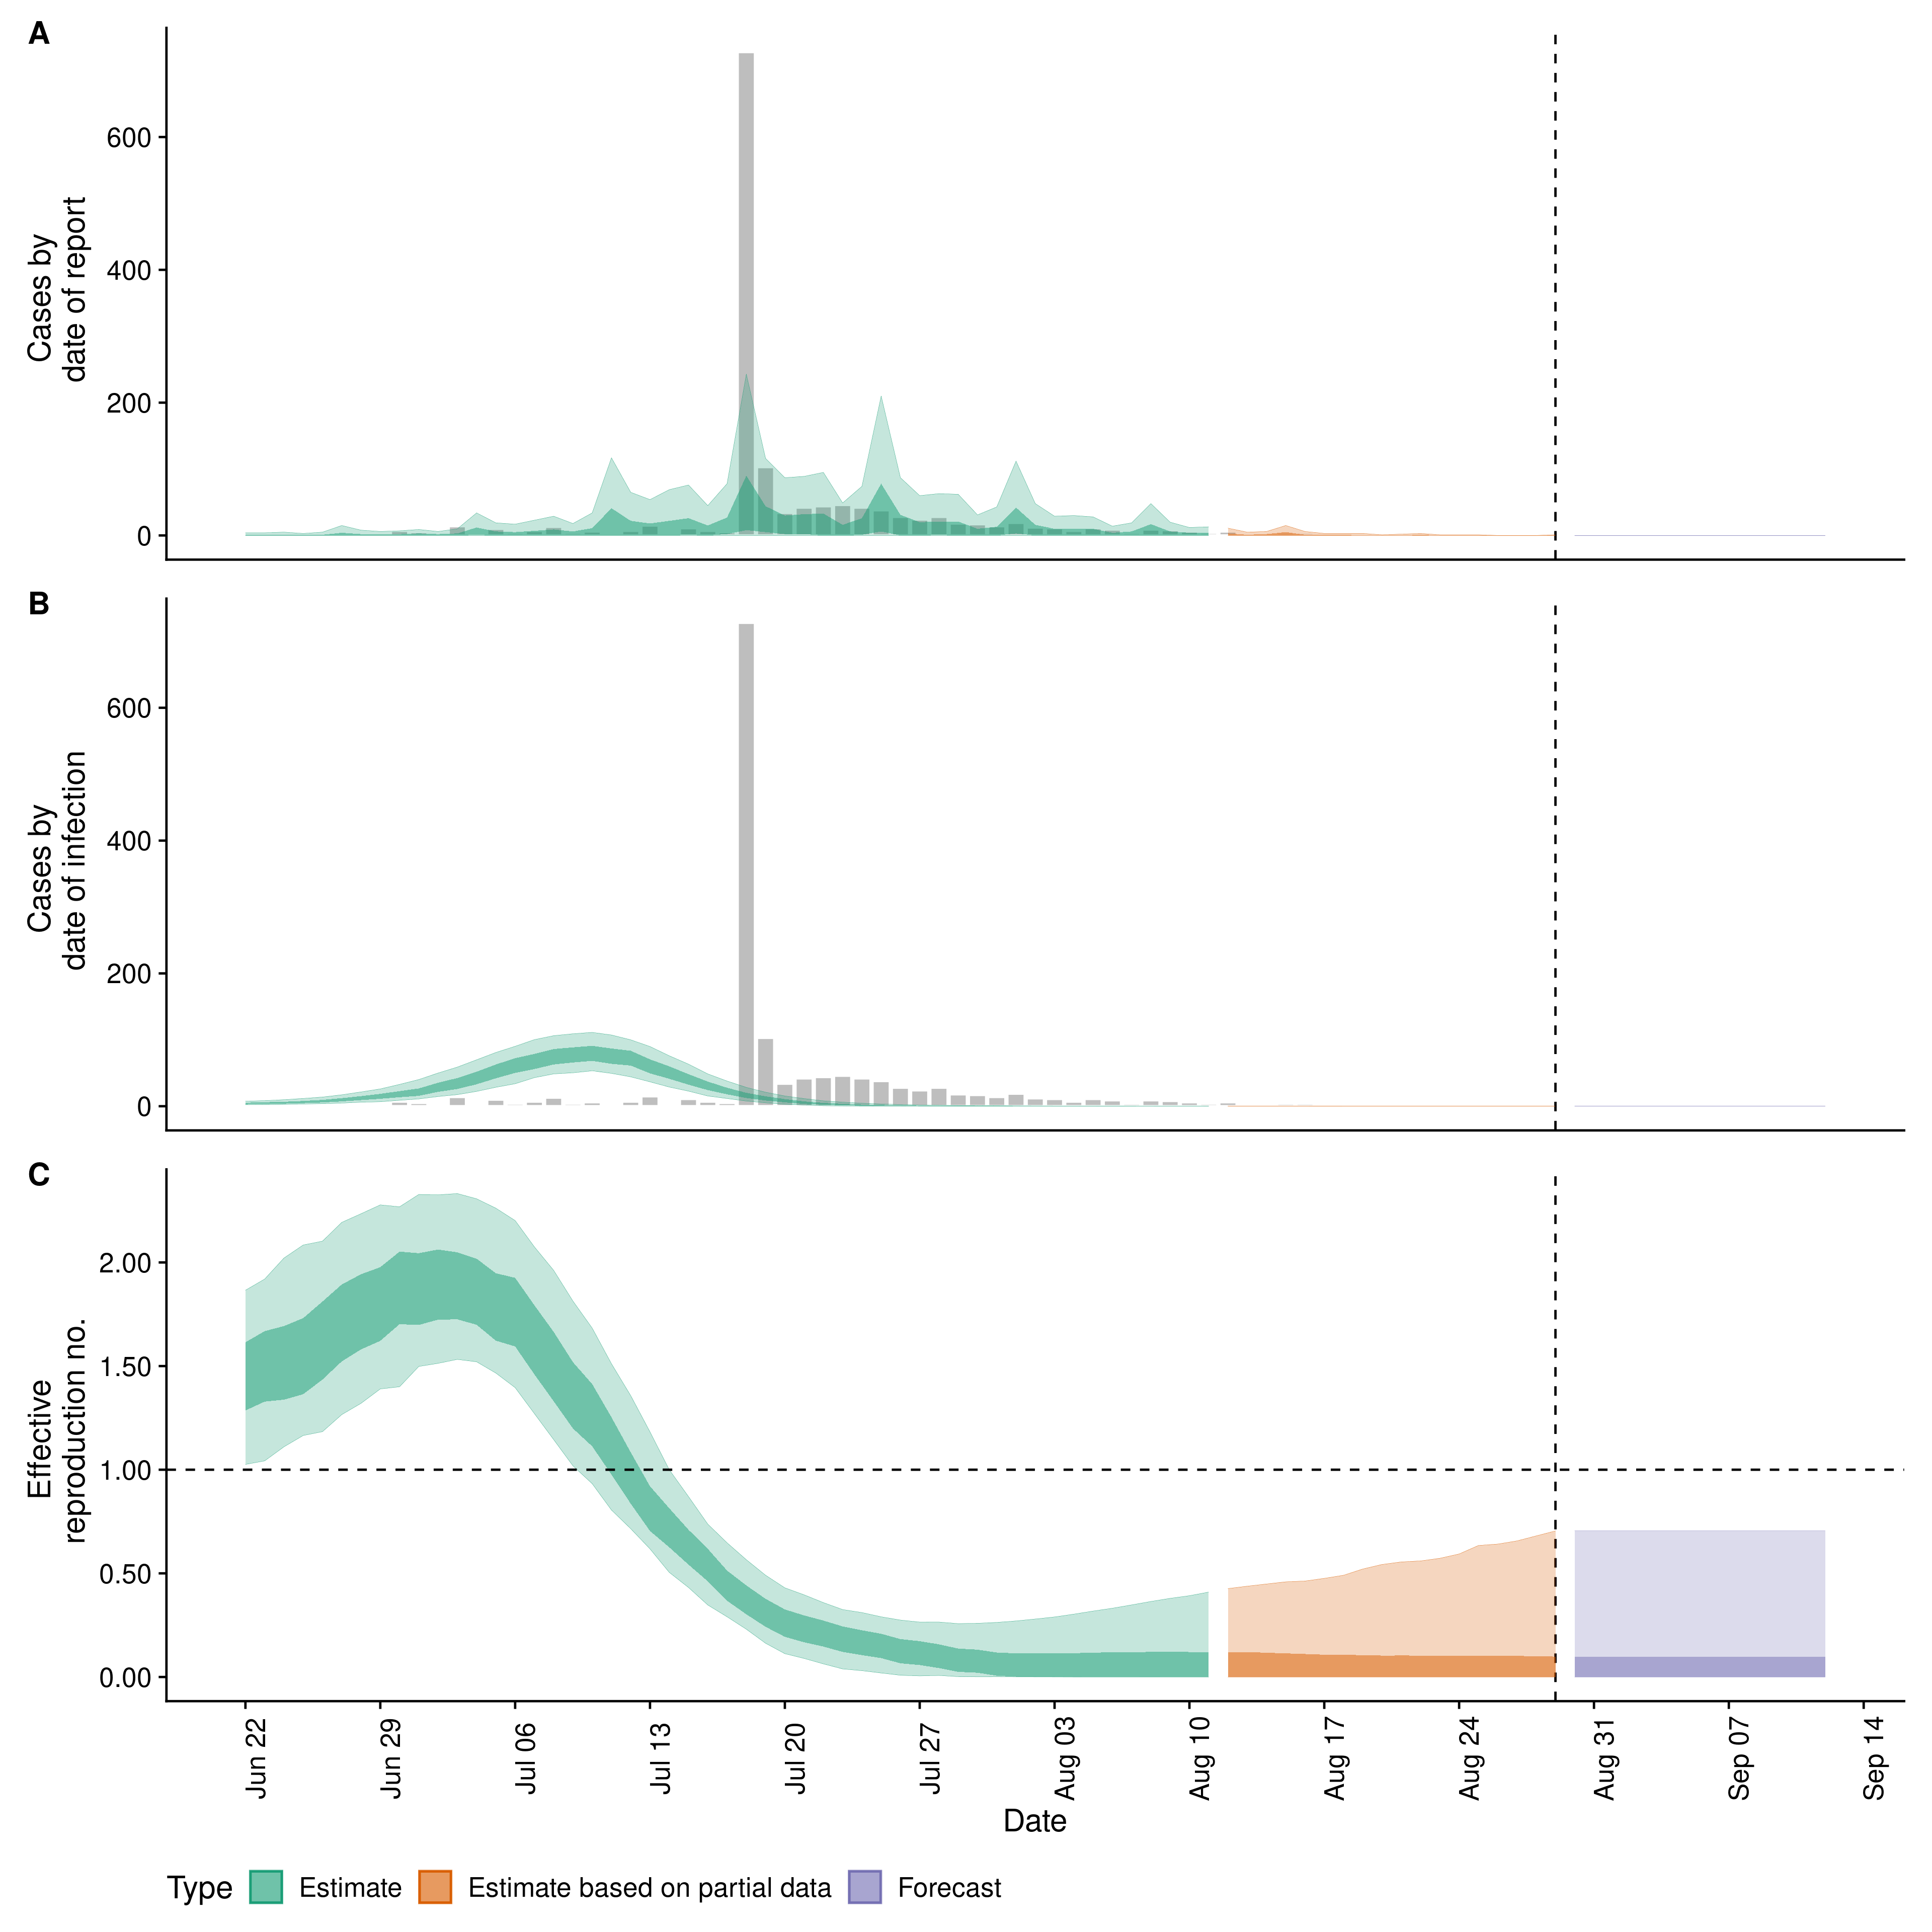 A
600
400
200
0
Cases by
date of report
B
600
400
200
0
Cases by
date of infection
C
2.00
1.50
1.00
0.50
0.00
Effective
reproduction no.
Jun 22
Jun 29
Jul 06
Jul 13
Jul 20
Jul 27
Aug 03
Aug 10
Aug 17
Aug 24
Aug 31
Sep 07
Sep 14
Date
Type Estimate Estimate based on partial data Forecast